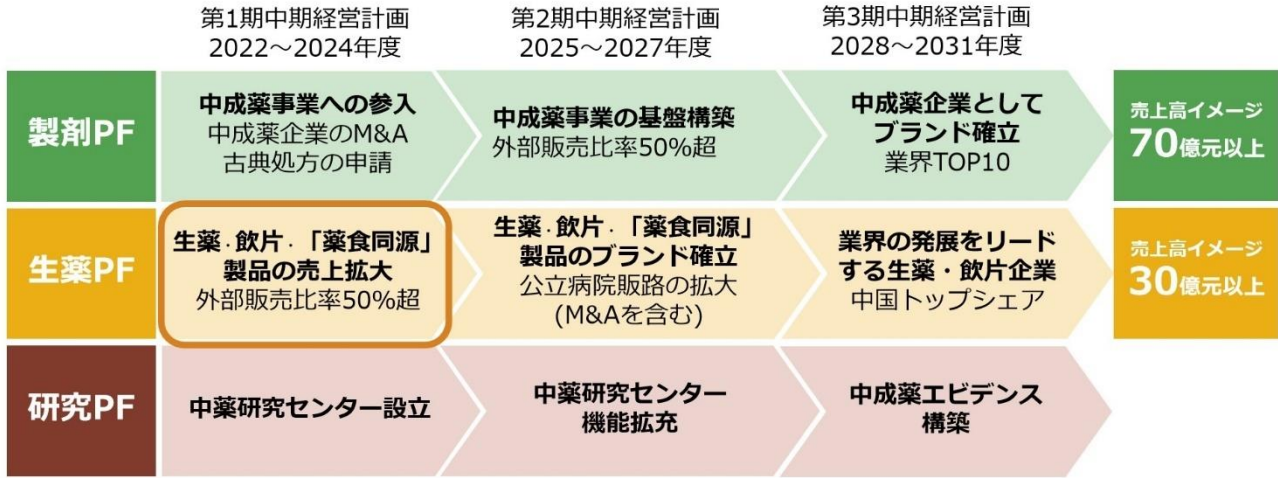 第1期中期経営計画
2022～2024年度
第2期中期経営計画
2025～2027年度
第3期中期経営計画
2028～2031年度
製剤PF
中成薬事業への参入
中成薬企業のM&A
古典処方の申請
中成薬事業の基盤構築
外部販売比率50%超
中成薬企業として
ブランド確立
業界TOP10
売上高イメージ
70億元以上
生薬PF
生薬・飲片・「薬食同源」
製品の売上拡大
外部販売比率50%超
生薬・飲片・「薬食同源」
製品のブランド確立
公立病院販路の拡大
(M&Aを含む)
業界の発展をリード
する生薬・飲片企業
中国トップシェア
売上高イメージ
30億元以上
研究PF
中薬研究センター設立
中薬研究センター
機能拡充
中成薬エビデンス
構築